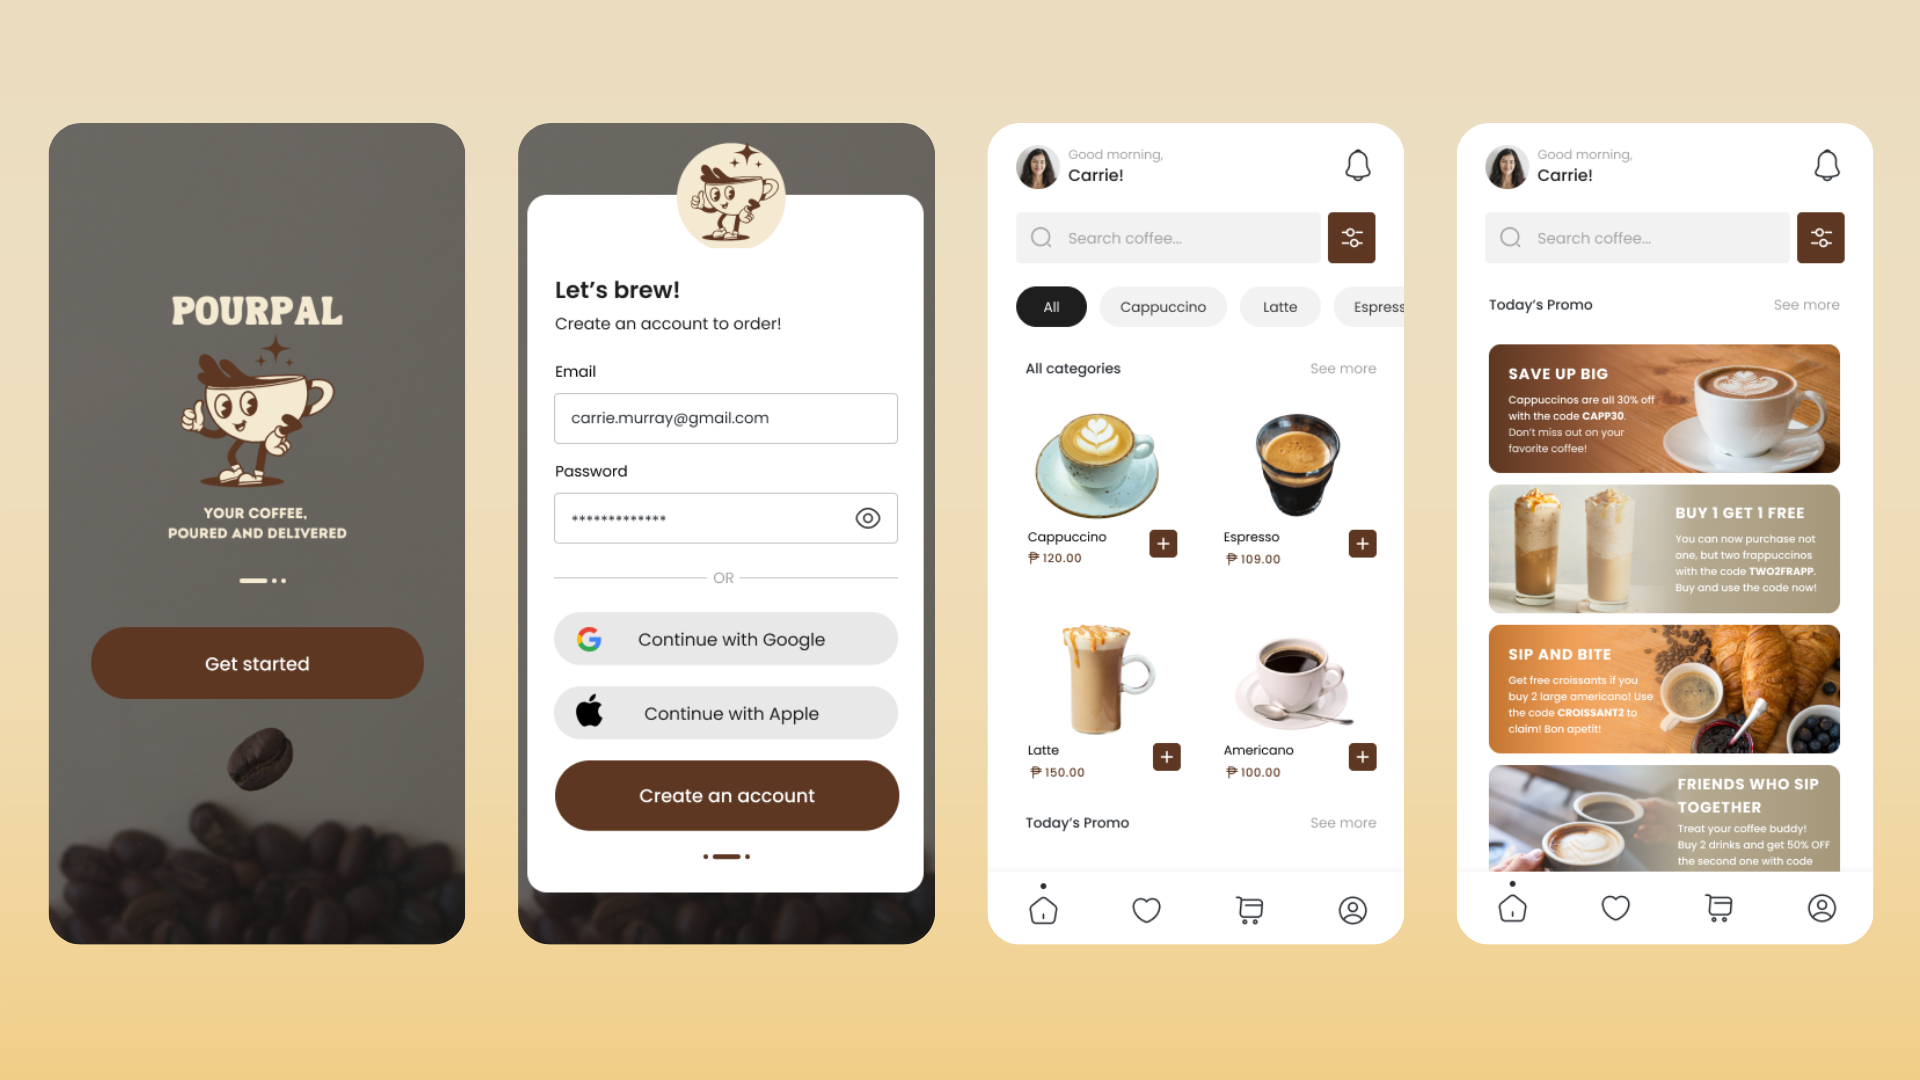 POURPAL
YOUR COFFEE,
POURED AND DELIVERED
Get started
Let's brew!
Create an account to order!
Email
carrie.murray@gmail.com
Password
*************
OR
Continue with Google
Continue with Apple
Create an account
Good morning,
Carrie!
Search coffee...
All
Cappuccino
Latte
Espress
All categories
See more
Cappuccino
₱ 120.00
Espresso
₱ 109.00
Latte
₱ 150.00
Americano
₱ 100.00
Today's Promo
See more
Good morning,
Carrie!
Search coffee...
Today's Promo
See more
SAVE UP BIG
Cappuccinos are all 30% off
with the code CAPP30.
Don't miss out on your
favorite coffee!
BUY 1 GET 1 FREE
You can now purchase not
one, but two frappuccinos
with the code TWO2FRAPP.
Buy and use the code now!
SIP AND BITE
Get free croissants if you
buy 2 large americano! Use
the code CROISSANT2 to
claim! Bon apetit!
FRIENDS WHO SIP
TOGETHER
Treat your coffee buddy!
Buy 2 drinks and get 50% OFF
the second one with code